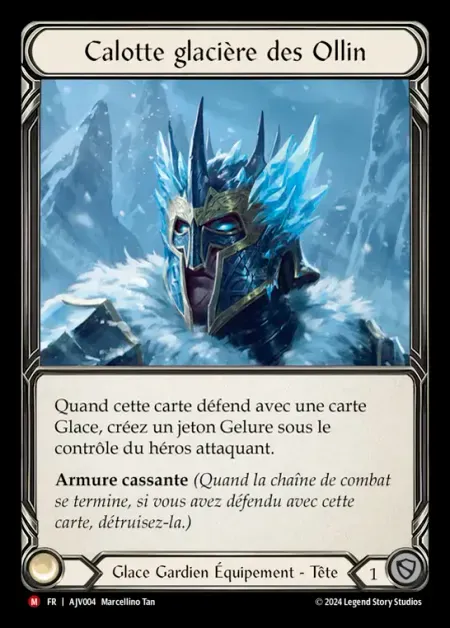 Calotte glacière des Ollin
Quand cette carte défend avec une carte
Glace, créez un jeton Gelure sous le
contrôle du héros attaquant.
Armure cassante (Quand la chaîne de combat
se termine, si vous avez défendu avec cette
carte, détruisez-la.)
Glace Gardien Équipement - Tête
1
M FR | AJV004 Marcellino Tan
© 2024 Legend Story Studios